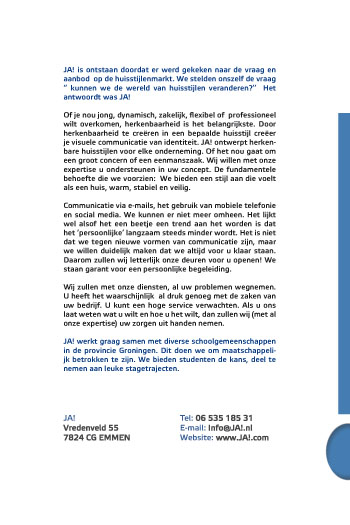 JA! is ontstaan doordat er werd gekeken naar de vraag en
aanbod op de huisstijlenmarkt. We stelden onszelf de vraag
“ kunnen we de wereld van huisstijlen veranderen?” Het
antwoordt was JA!
Of je nou jong, dynamisch, zakelijk, flexibel of professioneel
wilt overkomen, herkenbaarheid is het belangrijkste. Door
herkenbaarheid te creëren in een bepaalde huisstijl creëer
je visuele communicatie van identiteit. JA! ontwerpt herken-
bare huisstijlen voor elke onderneming. Of het nou gaat om
een groot concern of een eenmanszaak. Wij willen met onze
expertise u ondersteunen in uw concept. De fundamentele
behoefte die we voorzien: We bieden een stijl aan die voelt
als een huis, warm, stabiel en veilig.
Communicatie via e-mails, het gebruik van mobiele telefonie
en social media. We kunnen er niet meer omheen. Het lijkt
wel alsof het een beetje een trend aan het worden is dat
het ‘persoonlijke’ langzaam steeds minder wordt. Het is niet
dat we tegen nieuwe vormen van communicatie zijn, maar
we willen duidelijk maken dat we altijd voor u klaar staan.
Daarom zullen wij letterlijk onze deuren voor u openen! We
staan garant voor een persoonlijke begeleiding.
Wij zullen met onze diensten, al uw problemen wegnemen.
U heeft het waarschijnlijk al druk genoeg met de zaken van
uw bedrijf. U kunt een hoge service verwachten. Als u ons
laat weten wat u wilt en hoe u het wilt, dan zullen wij (met al
onze expertise) uw zorgen uit handen nemen.
JA! werkt graag samen met diverse schoolgemeenschappen
in de provincie Groningen. Dit doen we om maatschappeli-
jk betrokken te zijn. We bieden studenten de kans, deel te
nemen aan leuke stagetrajecten.
JA!
Vredenveld 55
7824 CG EMMEN
Tel: 06 535 185 31
E-mail: Info@JA!.nl
Website: www.JA!.com